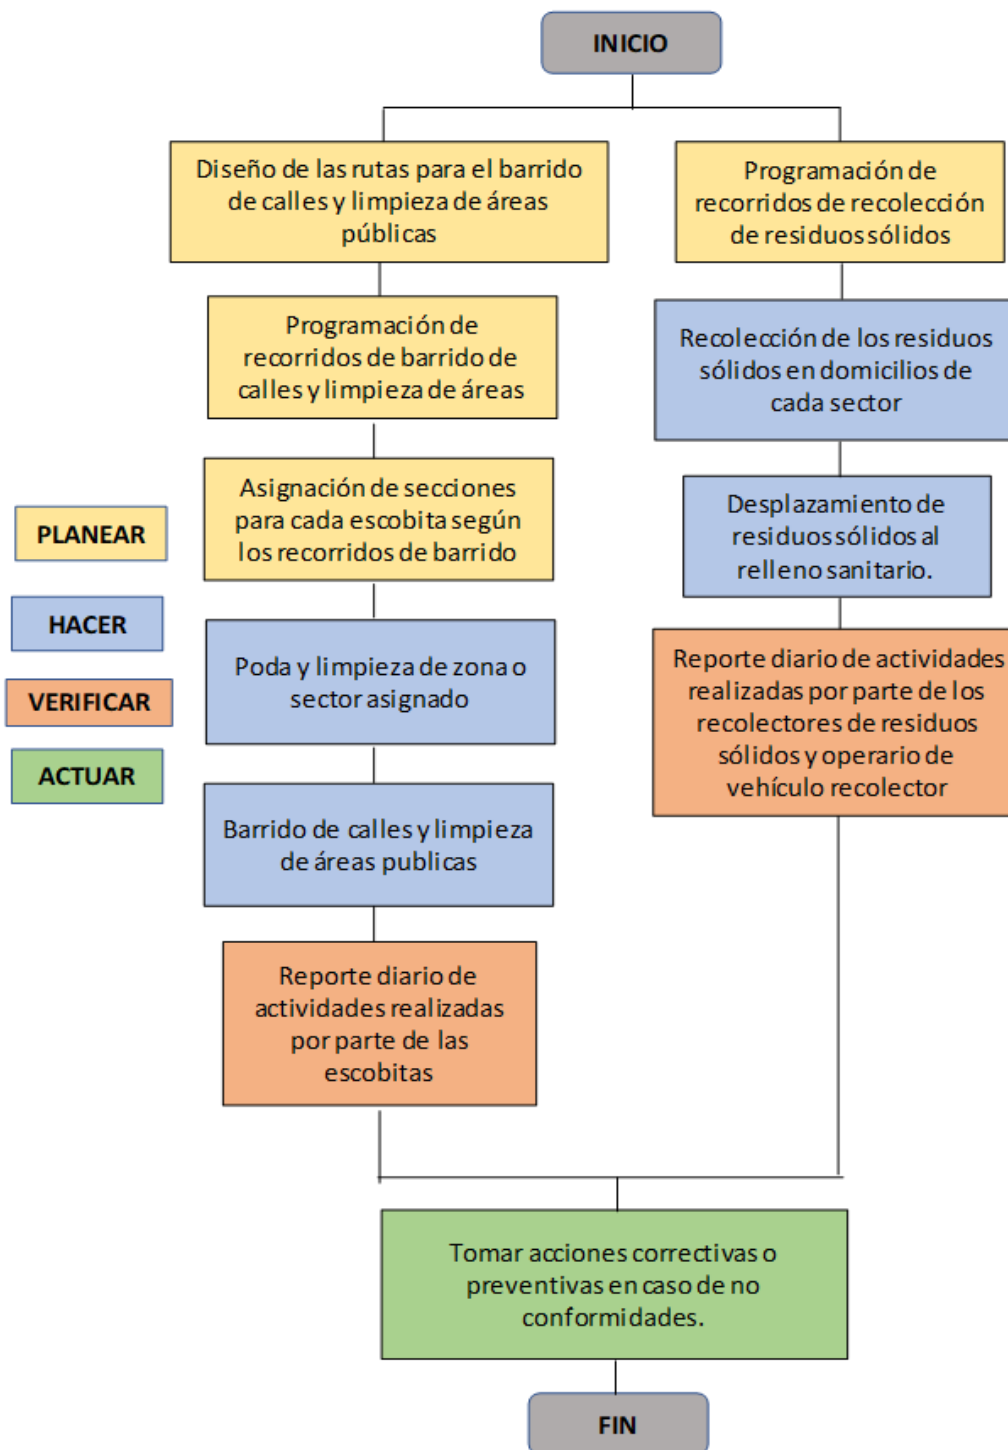 INICIO
Diseño de las rutas para el barrido
de calles y limpieza de áreas
públicas
Programación de
recorridos de recolección
de residuos sólidos
Programación de
recorridos de barrido de
calles y limpieza de áreas
Recolección de los residuos
sólidos en domicilios de
cada sector
Asignación de secciones
para cada escobita según
los recorridos de barrido
Desplazamiento de
residuos sólidos al
relleno sanitario.
PLANEAR
HACER
VERIFICAR
ACTUAR
Poda y limpieza de zona o
sector asignado
Reporte diario de actividades
realizadas por parte de los
recolectores de residuos
sólidos y operario de
vehículo recolector
Barrido de calles y limpieza
de áreas publicas
Reporte diario de
actividades realizadas
por parte de las
escobitas
Tomar acciones correctivas o
preventivas en caso de no
conformidades.
FIN